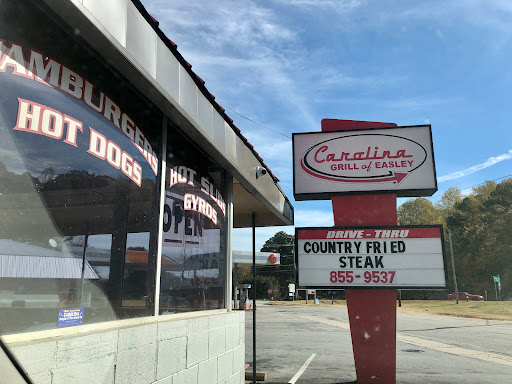 HAMBURGERS
HOT DOGS
HOT SUBS
GYROS
OPEN
Carolina
GRILL of EASLEY
DRIVE-THRU
COUNTRY FRIED
STEAK
855-9537